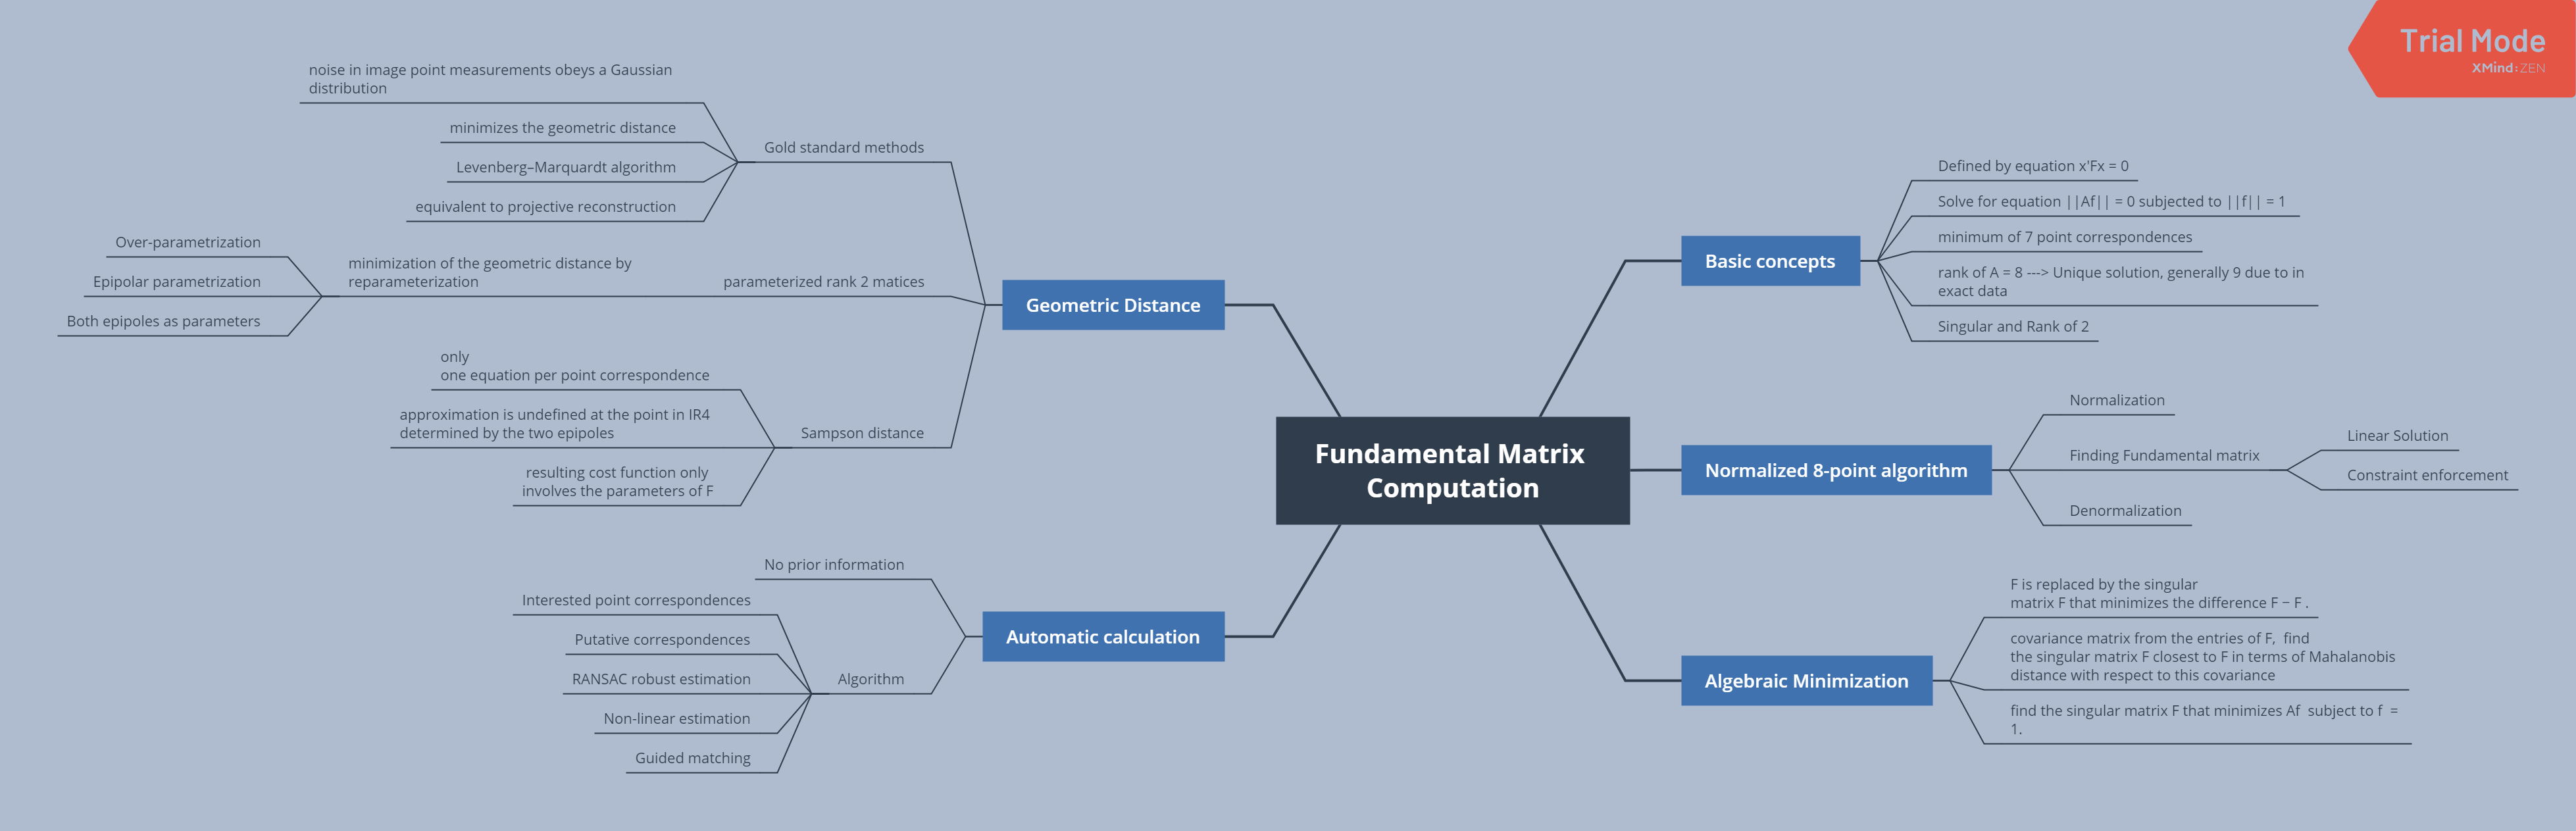 Trial Mode
XMind:ZEN
Fundamental Matrix
Computation
Basic concepts
Defined by equation x'Fx = 0
Solve for equation ||Af|| = 0 subjected to ||f|| = 1
minimum of 7 point correspondences
rank of A = 8 ---> Unique solution, generally 9 due to in
exact data
Singular and Rank of 2
Normalized 8-point algorithm
Normalization
Finding Fundamental matrix
Linear Solution
Constraint enforcement
Denormalization
Algebraic Minimization
F is replaced by the singular
matrix F that minimizes the difference F − F .
covariance matrix from the entries of F,  find
the singular matrix F closest to F in terms of Mahalanobis
distance with respect to this covariance
find the singular matrix F that minimizes Af  subject to f  =
1.
Geometric Distance
Gold standard methods
noise in image point measurements obeys a Gaussian
distribution
minimizes the geometric distance
Levenberg–Marquardt algorithm
equivalent to projective reconstruction
parameterized rank 2 matices
minimization of the geometric distance by
reparameterization
Over-parametrization
Epipolar parametrization
Both epipoles as parameters
Sampson distance
only
one equation per point correspondence
approximation is undefined at the point in IR4
determined by the two epipoles
resulting cost function only
involves the parameters of F
Automatic calculation
No prior information
Algorithm
Interested point correspondences
Putative correspondences
RANSAC robust estimation
Non-linear estimation
Guided matching